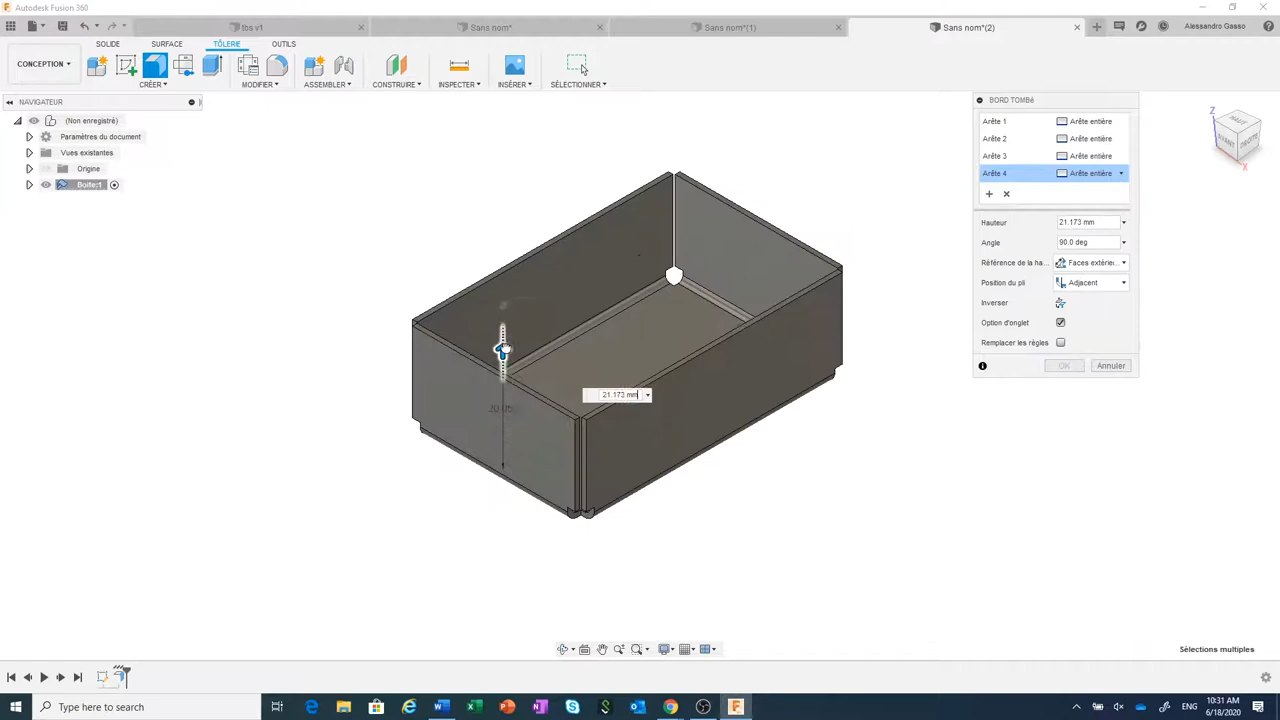 Autodesk Fusion 360
tbs v1
Sans nom*
Sans nom*(1)
Sans nom*(2)
Alessandro Gasso
SOLIDE
SURFACE
TÔLERIE
OUTILS
CONCEPTION
CRÉER
MODIFIER
ASSEMBLER
CONSTRUIRE
INSPECTER
INSÉRER
SÉLECTIONNER
NAVIGATEUR
(Non enregistré)
Paramètres du document
Vues existantes
Origine
Boite:1
BORD TOMBé
Arête 1 Arête entière
Arête 2 Arête entière
Arête 3 Arête entière
Arête 4 Arête entière
Hauteur 21.173 mm
Angle 90.0 deg
Référence de la ha... Faces extérie...
Position du pli Adjacent
Inverser
Option d'onglet
Remplacer les règles
OK Annuler
Z
HAUT
AVANT
DROITE
X
21.173 mm
Sélections multiples
Type here to search
ENG
10:31 AM
6/18/2020